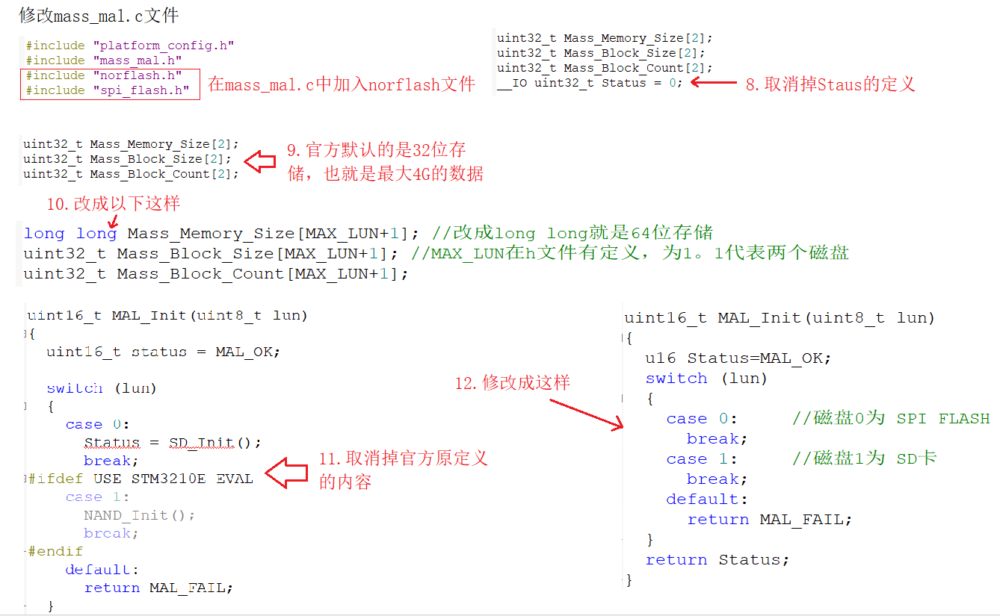 修改mass_mal.c文件
#include "platform_config.h"
#include "mass_mal.h"
#include "norflash.h"
#include "spi_flash.h"
在mass_mal.c中加入norflash文件
uint32_t Mass_Memory_Size[2];
uint32_t Mass_Block_Size[2];
uint32_t Mass_Block_Count[2];
__IO uint32_t Status = 0;
8.取消掉Staus的定义
uint32_t Mass_Memory_Size[2];
uint32_t Mass_Block_Size[2];
uint32_t Mass_Block_Count[2];
9.官方默认的是32位存
储，也就是最大4G的数据
10.改成以下这样
long long Mass_Memory_Size[MAX_LUN+1]; //改成long long就是64位存储
uint32_t Mass_Block_Size[MAX_LUN+1]; //MAX_LUN在h文件有定义，为1。1代表两个磁盘
uint32_t Mass_Block_Count[MAX_LUN+1];
uint16_t MAL_Init(uint8_t lun)
{
uint16_t status = MAL_OK;
switch (lun)
{
case 0:
Status = SD_Init();
break;
#ifdef USE_STM3210E_EVAL
case 1:
NAND_Init();
break;
#endif
default:
return MAL_FAIL;
}
11.取消掉官方原定义
的内容
12.修改成这样
uint16_t MAL_Init(uint8_t lun)
{
u16 Status=MAL_OK;
switch (lun)
{
case 0: //磁盘0为 SPI FLASH
break;
case 1: //磁盘1为 SD卡
break;
default:
return MAL_FAIL;
}
return Status;
}